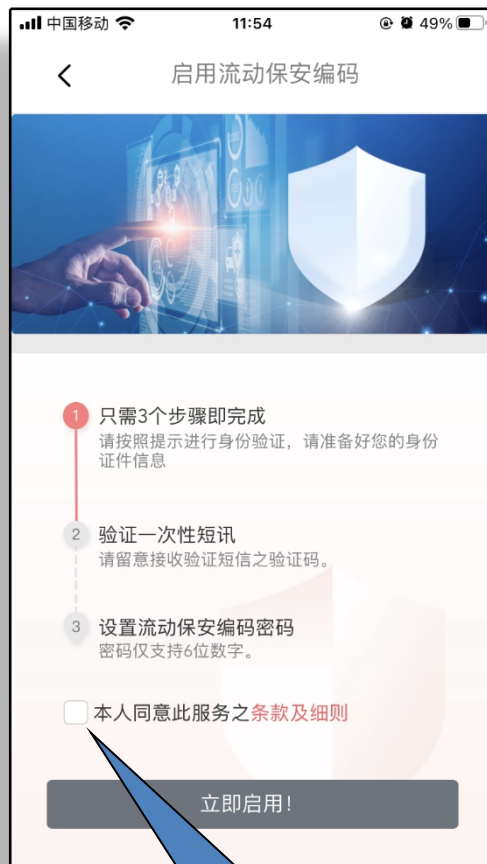 中国移动 11:54 49%
启用流动保安编码
1 只需3个步骤即完成
请按照提示进行身份验证，请准备好您的身份
证件信息
2 验证一次性短讯
请留意接收验证短信之验证码。
3 设置流动保安编码密码
密码仅支持6位数字。
本人同意此服务之条款及细则
立即启用！